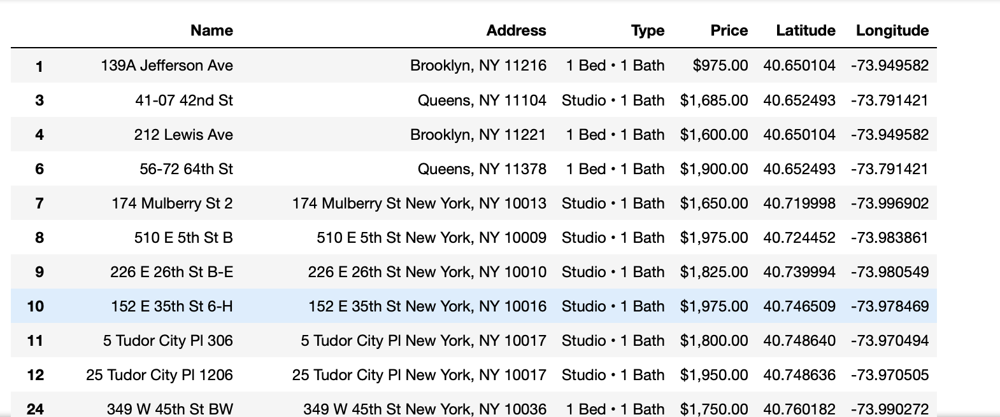 Name Address Type Price Latitude Longitude
1 139A Jefferson Ave Brooklyn, NY 11216 1 Bed • 1 Bath $975.00 40.650104 -73.949582
3 41-07 42nd St Queens, NY 11104 Studio • 1 Bath $1,685.00 40.652493 -73.791421
4 212 Lewis Ave Brooklyn, NY 11221 1 Bed • 1 Bath $1,600.00 40.650104 -73.949582
6 56-72 64th St Queens, NY 11378 1 Bed • 1 Bath $1,900.00 40.652493 -73.791421
7 174 Mulberry St 2 174 Mulberry St New York, NY 10013 Studio • 1 Bath $1,650.00 40.719998 -73.996902
8 510 E 5th St B 510 E 5th St New York, NY 10009 Studio • 1 Bath $1,975.00 40.724452 -73.983861
9 226 E 26th St B-E 226 E 26th St New York, NY 10010 Studio • 1 Bath $1,825.00 40.739994 -73.980549
10 152 E 35th St 6-H 152 E 35th St New York, NY 10016 Studio • 1 Bath $1,975.00 40.746509 -73.978469
11 5 Tudor City Pl 306 5 Tudor City Pl New York, NY 10017 Studio • 1 Bath $1,800.00 40.748640 -73.970494
12 25 Tudor City Pl 1206 25 Tudor City Pl New York, NY 10017 Studio • 1 Bath $1,950.00 40.748636 -73.970505
24 349 W 45th St BW 349 W 45th St New York, NY 10036 1 Bed • 1 Bath $1,750.00 40.760182 -73.990272